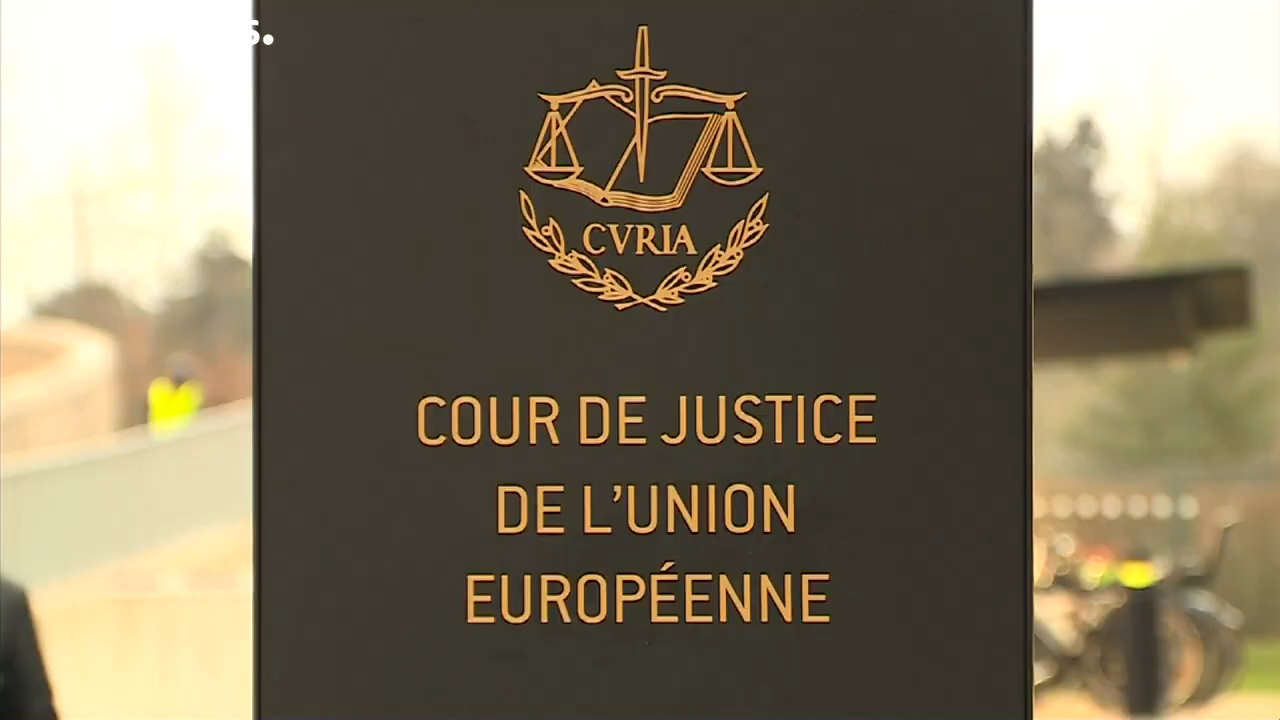 s.
CVRIA
COUR DE JUSTICE
DE L'UNION
EUROPÉENNE